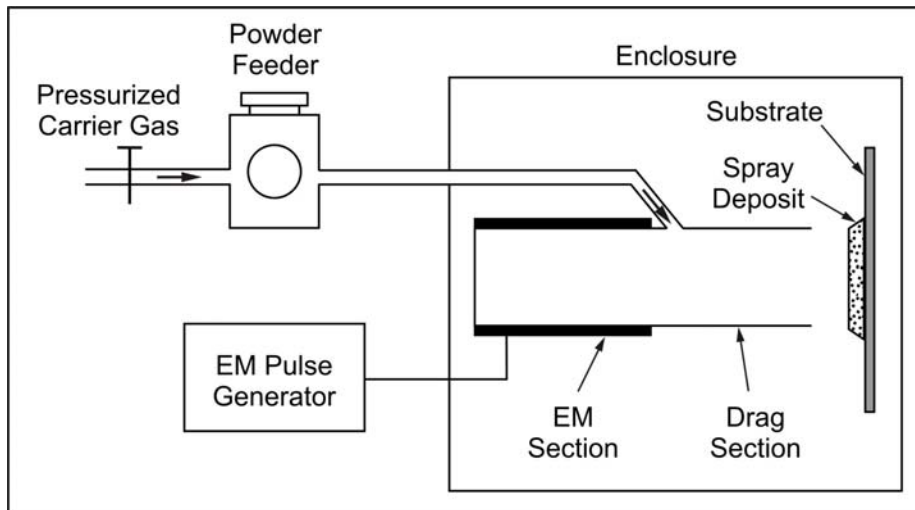 Powder
Feeder
Enclosure
Pressurized
Carrier Gas
Substrate
Spray
Deposit
EM Pulse
Generator
EM
Section
Drag
Section